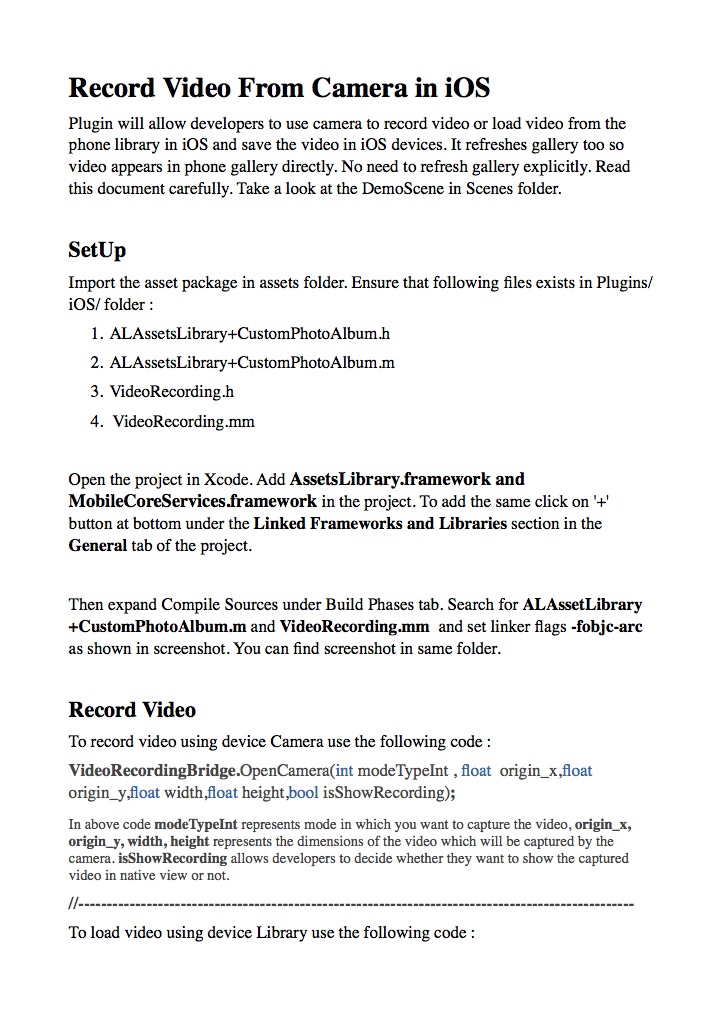 Record Video From Camera in iOS
Plugin will allow developers to use camera to record video or load video from the
phone library in iOS and save the video in iOS devices. It refreshes gallery too so
video appears in phone gallery directly. No need to refresh gallery explicitly. Read
this document carefully. Take a look at the DemoScene in Scenes folder.
SetUp
Import the asset package in assets folder. Ensure that following files exists in Plugins/
iOS/ folder :
1. ALAssetsLibrary+CustomPhotoAlbum.h
2. ALAssetsLibrary+CustomPhotoAlbum.m
3. VideoRecording.h
4. VideoRecording.mm
Open the project in Xcode. Add AssetsLibrary.framework and
MobileCoreServices.framework in the project. To add the same click on '+'
button at bottom under the Linked Frameworks and Libraries section in the
General tab of the project.
Then expand Compile Sources under Build Phases tab. Search for ALAssetLibrary
+CustomPhotoAlbum.m and VideoRecording.mm and set linker flags -fobjc-arc
as shown in screenshot. You can find screenshot in same folder.
Record Video
To record video using device Camera use the following code :
VideoRecordingBridge.OpenCamera(int modeTypeInt , float origin_x,float
origin_y,float width,float height,bool isShowRecording);
In above code modeTypeInt represents mode in which you want to capture the video, origin_x,
origin_y, width, height represents the dimensions of the video which will be captured by the
camera. isShowRecording allows developers to decide whether they want to show the captured
video in native view or not.
//--------------------------------------------------------------------------------------------------
To load video using device Library use the following code :